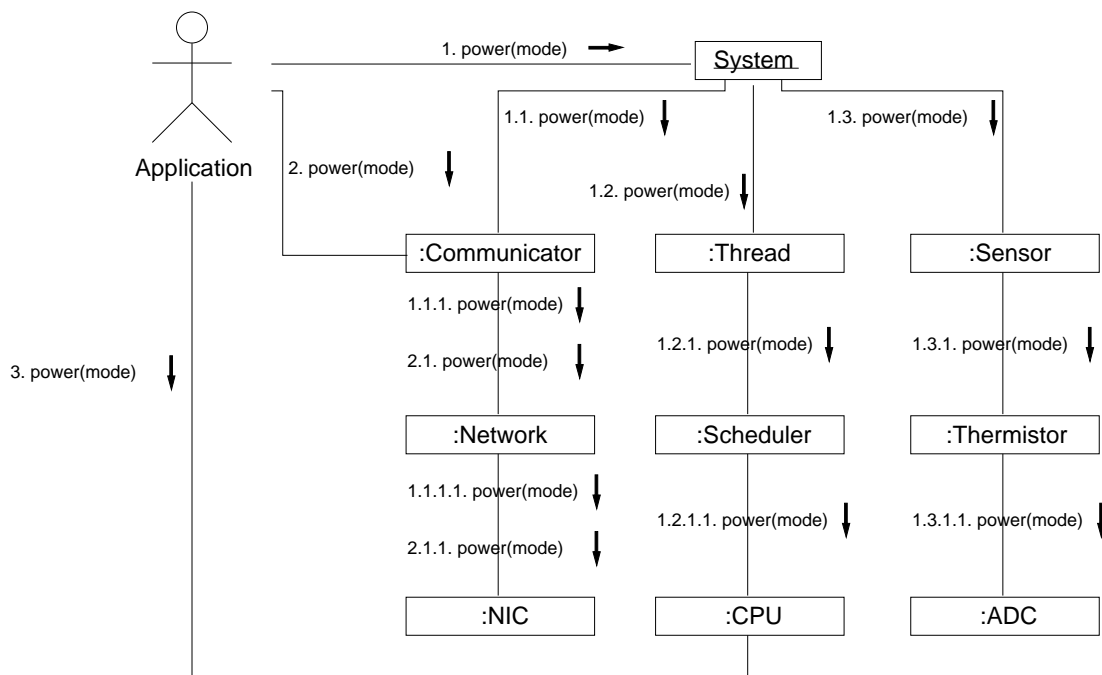 1. power(mode)
System
1.1. power(mode)
1.3. power(mode)
Application
2. power(mode)
1.2. power(mode)
:Communicator
:Thread
:Sensor
1.1.1. power(mode)
1.2.1. power(mode)
1.3.1. power(mode)
2.1. power(mode)
3. power(mode)
:Network
:Scheduler
:Thermistor
1.1.1.1. power(mode)
1.2.1.1. power(mode)
1.3.1.1. power(mode)
2.1.1. power(mode)
:NIC
:CPU
:ADC